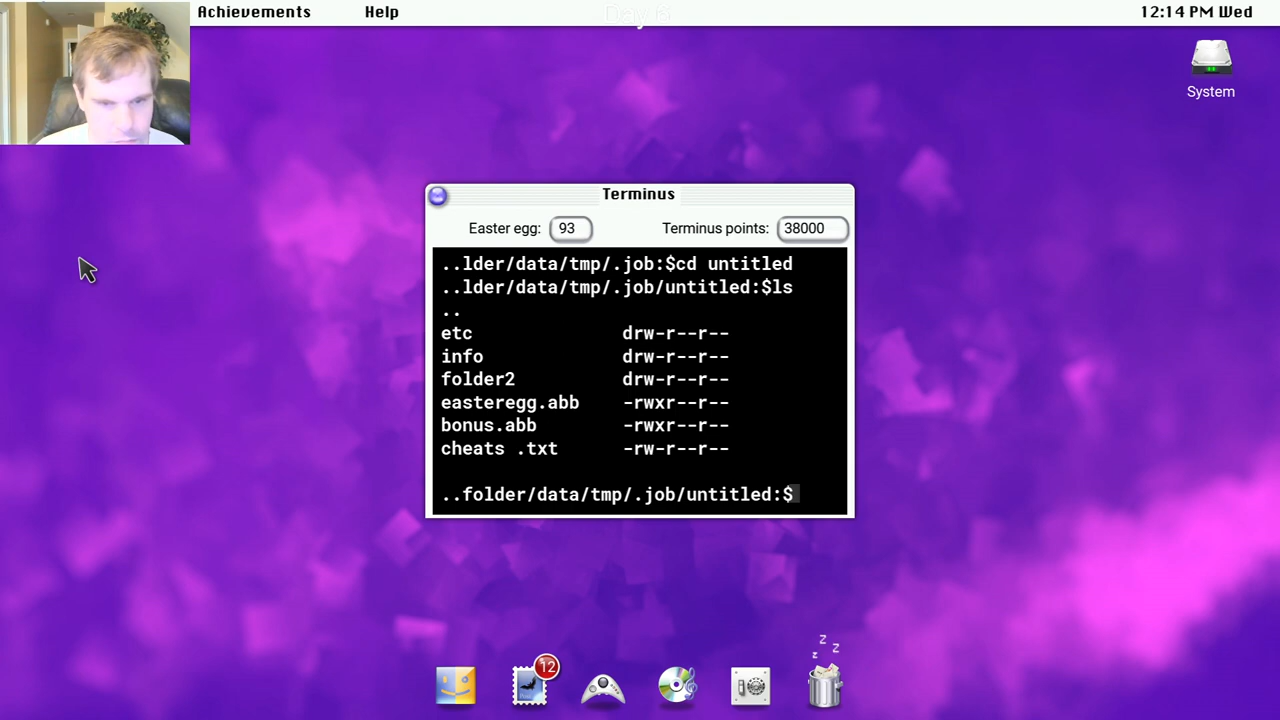 Achievements Help Day 3 12:14 PM Wed
System
Terminus
Easter egg: 93 Terminus points: 38000
..lder/data/tmp/.job:$cd untitled
..lder/data/tmp/.job/untitled:$ls
..
etc drw-r--r--
info drw-r--r--
folder2 drw-r--r--
easteregg.abb -rwxr--r--
bonus.abb -rwxr--r--
cheats .txt -rw-r--r--
..folder/data/tmp/.job/untitled:$
z z
z
12